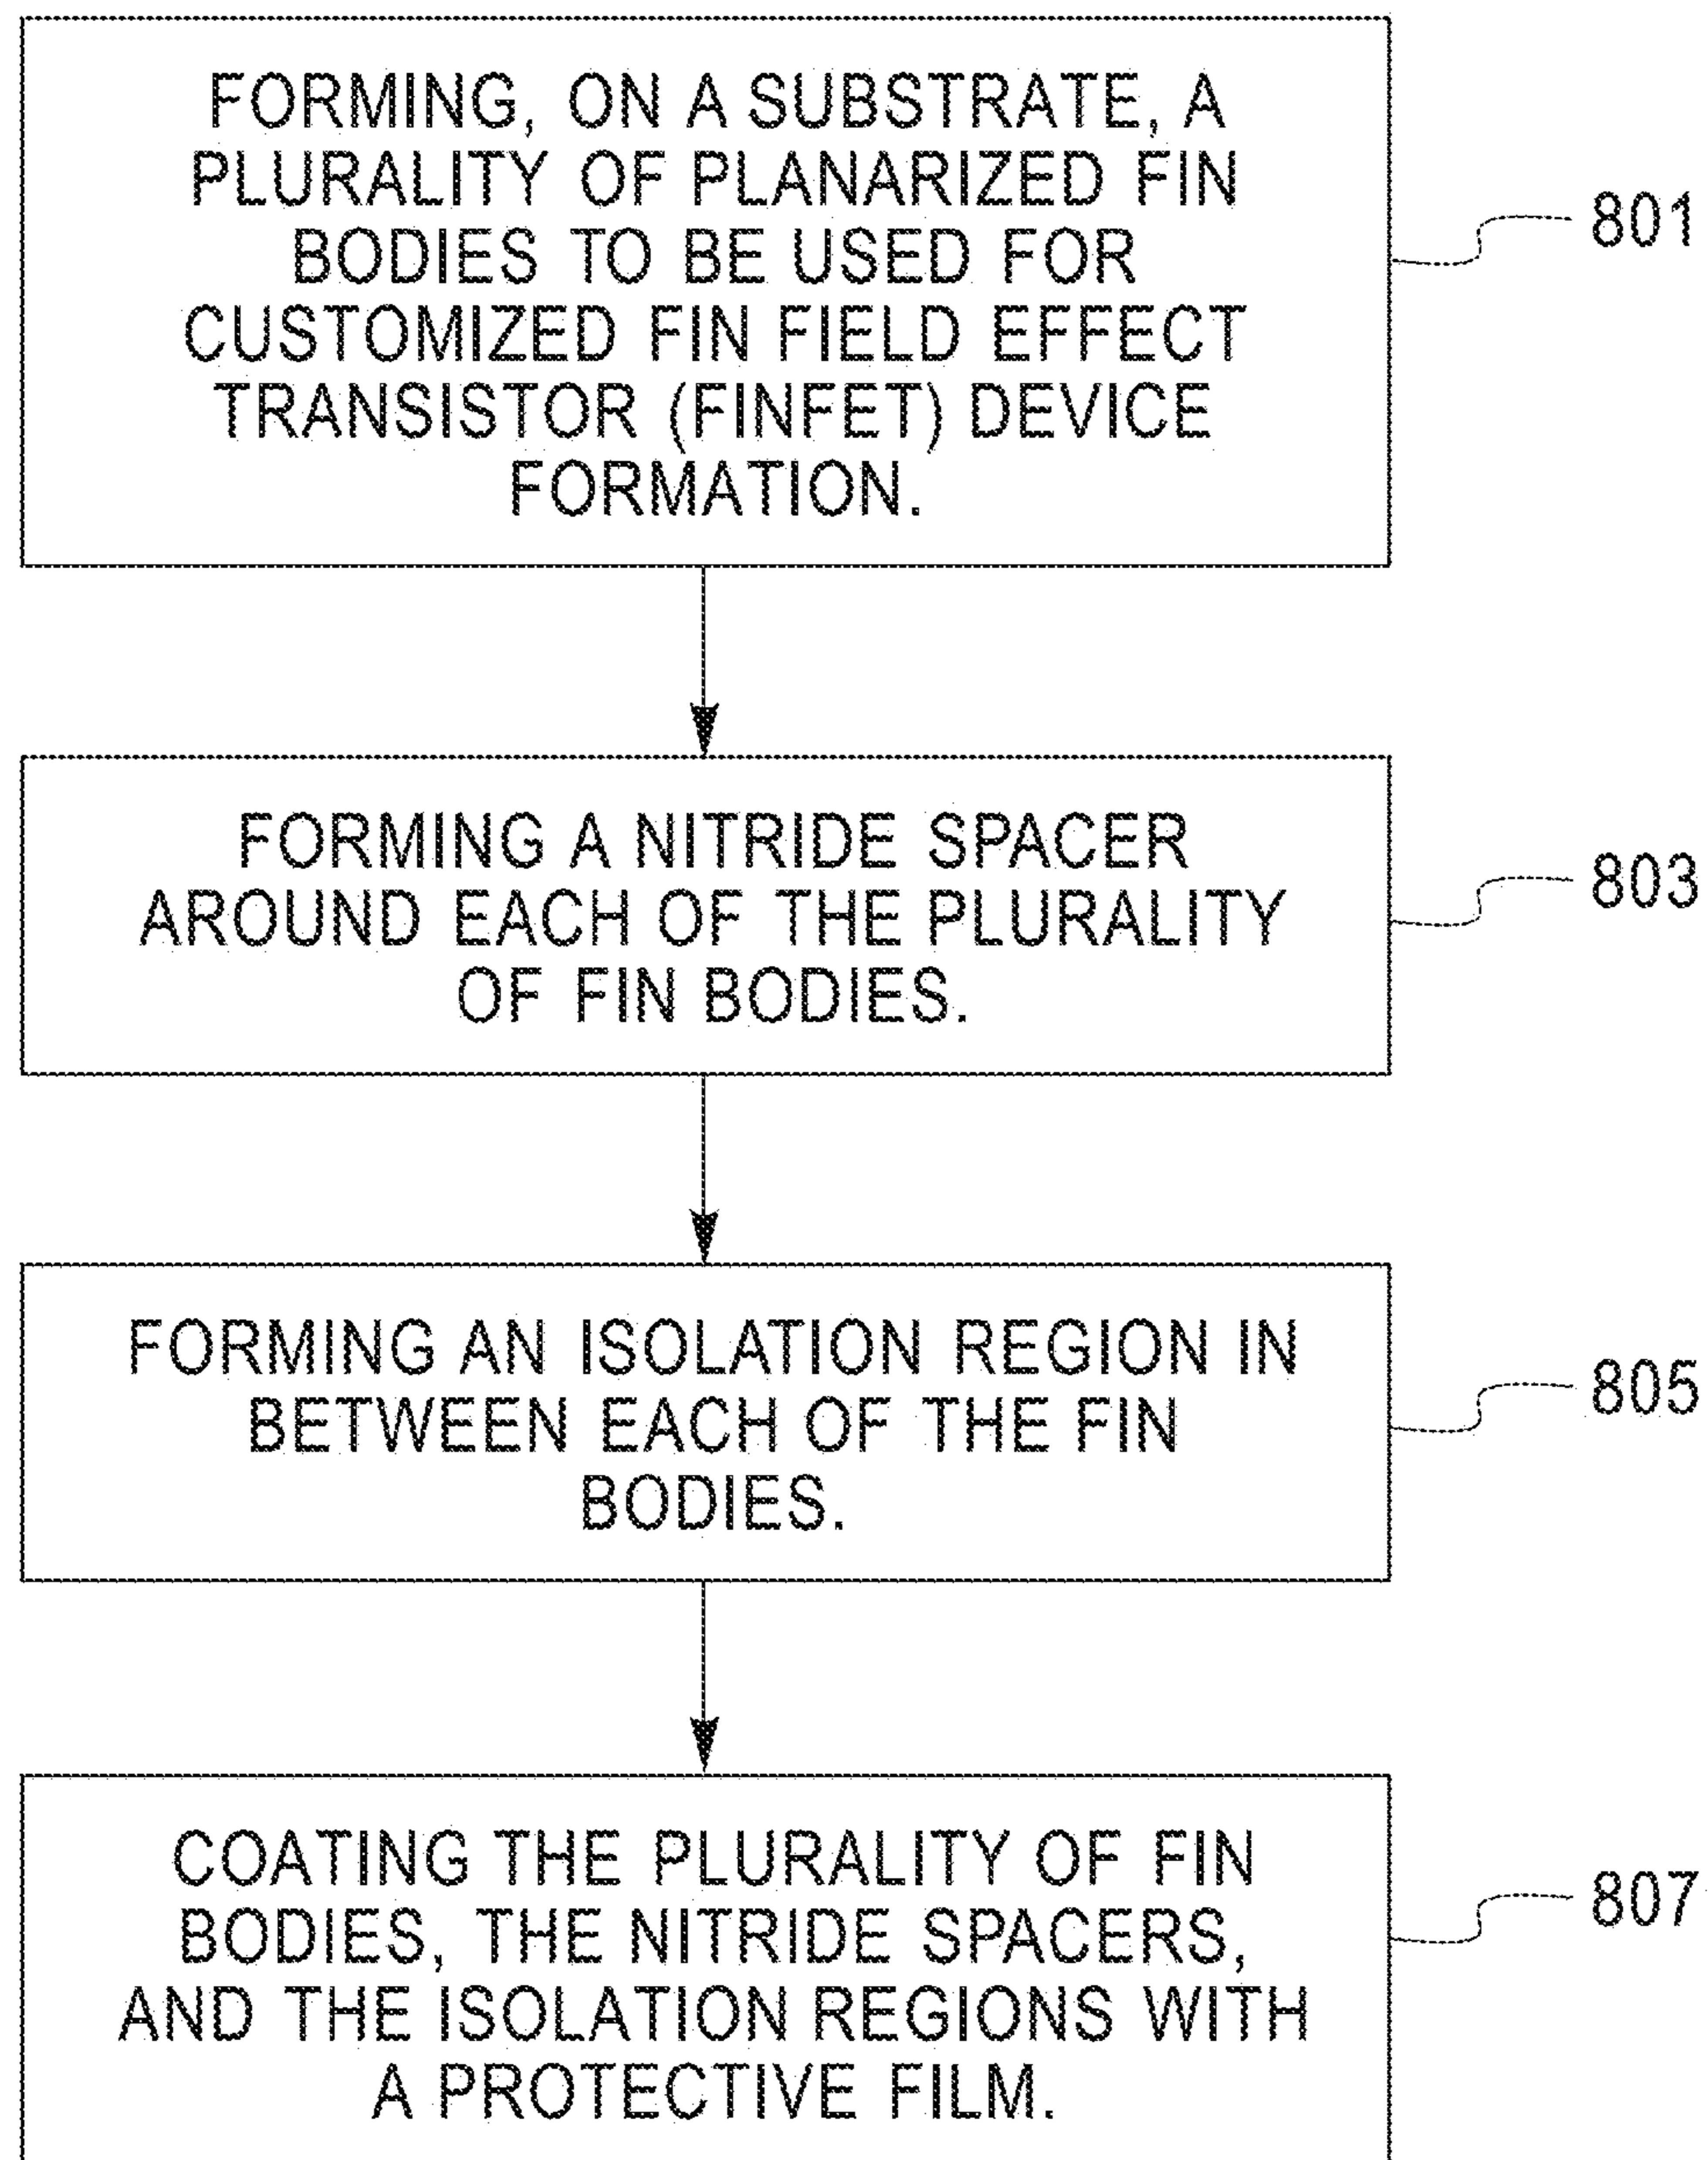 FORMING, ON A SUBSTRATE, A
PLURALITY OF PLANARIZED FIN
BODIES TO BE USED FOR
CUSTOMIZED FIN FIELD EFFECT
TRANSISTOR (FINFET) DEVICE
FORMATION.
801
FORMING A NITRIDE SPACER
AROUND EACH OF THE PLURALITY
OF FIN BODIES.
803
FORMING AN ISOLATION REGION IN
BETWEEN EACH OF THE FIN
BODIES.
805
COATING THE PLURALITY OF FIN
BODIES, THE NITRIDE SPACERS,
AND THE ISOLATION REGIONS WITH
A PROTECTIVE FILM.
807